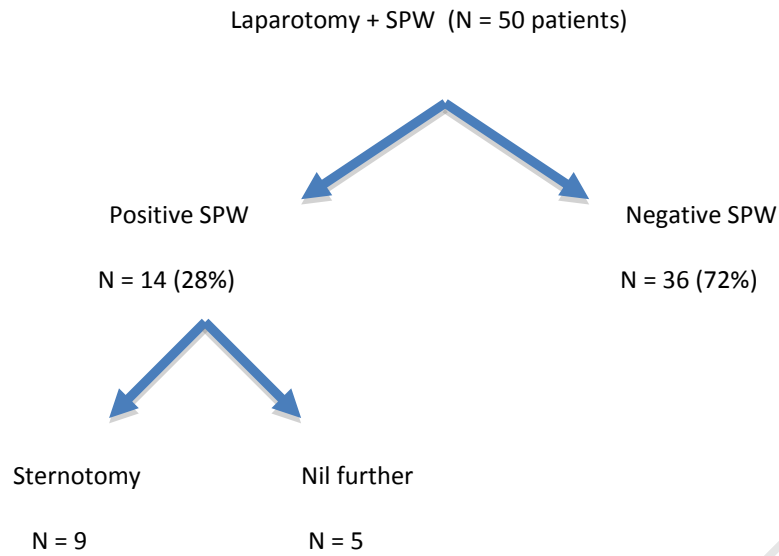 Laparotomy + SPW (N = 50 patients)
Positive SPW
Negative SPW
N = 14 (28%)
N = 36 (72%)
Sternotomy
Nil further
N = 9
N = 5